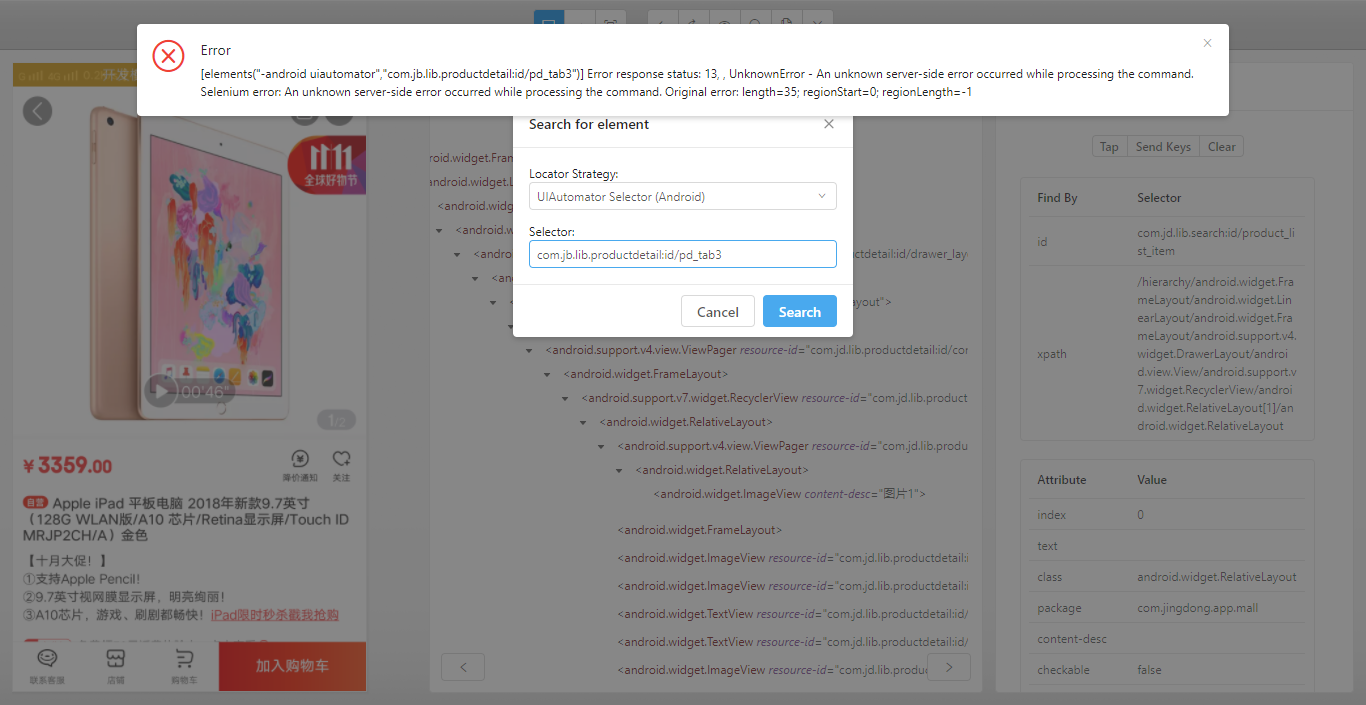 Error
[elements("-android uiautomator","com.jb.lib.productdetail:id/pd_tab3")] Error response status: 13, , UnknownError - An unknown server-side error occurred while processing the command.
Selenium error: An unknown server-side error occurred while processing the command. Original error: length=35; regionStart=0; regionLength=-1
Search for element
Locator Strategy:
UIAutomator Selector (Android)
Selector:
com.jb.lib.productdetail:id/pd_tab3
Cancel
Search
11.11
全球好物节
00:46"
1/2
¥3359.00
降价通知
关注
自营 Apple iPad 平板电脑 2018年新款9.7英寸
（128G WLAN版/A10 芯片/Retina显示屏/Touch ID
MRJP2CH/A）金色
【十月大促！】
①支持Apple Pencil！
②9.7英寸视网膜显示屏，明亮绚丽！
③A10芯片，游戏、刷剧都畅快！iPad限时秒杀戳我抢购
联系客服
店铺
购物车
加入购物车
roid.widget.Fran
android.widget.L
<android.widg
<android.w
<andro
ctdetail:id/drawer_layo
<an
ayout">
<
<android.support.v4.view.ViewPager resource-id="com.jd.lib.productdetail:id/cor
<android.widget.FrameLayout>
<android.support.v7.widget.RecyclerView resource-id="com.jd.lib.product
<android.widget.RelativeLayout>
<android.support.v4.view.ViewPager resource-id="com.jd.lib.produ
<android.widget.RelativeLayout>
<android.widget.ImageView content-desc="图片1">
<android.widget.FrameLayout>
<android.widget.ImageView resource-id="com.jd.lib.productdetail:i
<android.widget.ImageView resource-id="com.jd.lib.productdetail:i
<android.widget.TextView resource-id="com.jd.lib.productdetail:id/
<android.widget.TextView resource-id="com.jd.lib.productdetail:id/
<android.widget.ImageView resource-id="com.jd.lib.productdetail:i
Tap
Send Keys
Clear
Find By
Selector
id
com.jd.lib.search:id/product_li
st_item
xpath
/hierarchy/android.widget.Fra
meLayout/android.widget.Lin
earLayout/android.widget.Fra
meLayout/android.support.v4.
widget.DrawerLayout/androi
d.view.View/android.support.v
7.widget.RecyclerView/androi
d.widget.RelativeLayout[1]/an
droid.widget.RelativeLayout
Attribute
Value
index
0
text
class
android.widget.RelativeLayout
package
com.jingdong.app.mall
content-desc
checkable
false